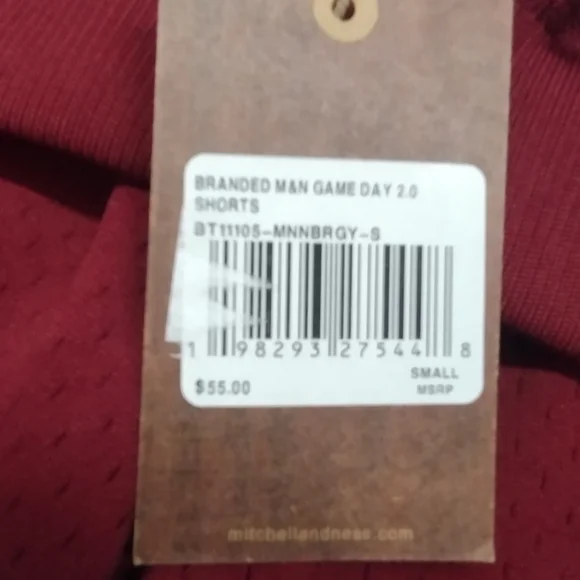 BRANDED M&N GAME DAY 2.0
SHORTS
BT11105-MNNBRGY-S
1 98293 27544 8
SMALL
$55.00 MSRP
mitchellandness.com